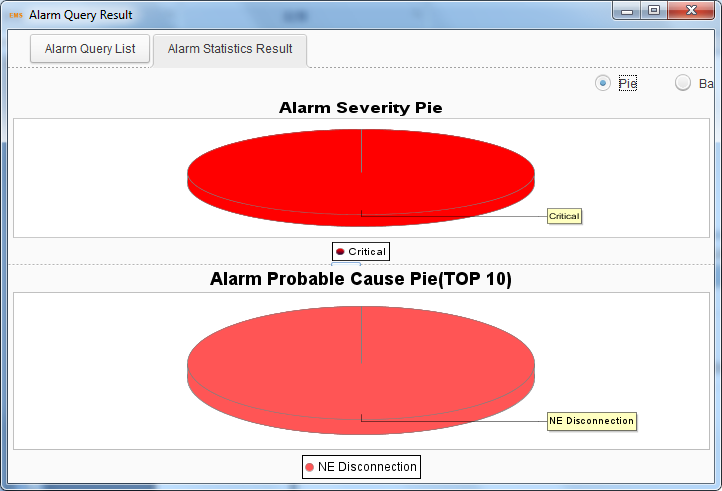 EMS Alarm Query Result
Alarm Query List Alarm Statistics Result
Pie Ba
Alarm Severity Pie
Critical
Critical
Alarm Probable Cause Pie(TOP 10)
NE Disconnection
NE Disconnection